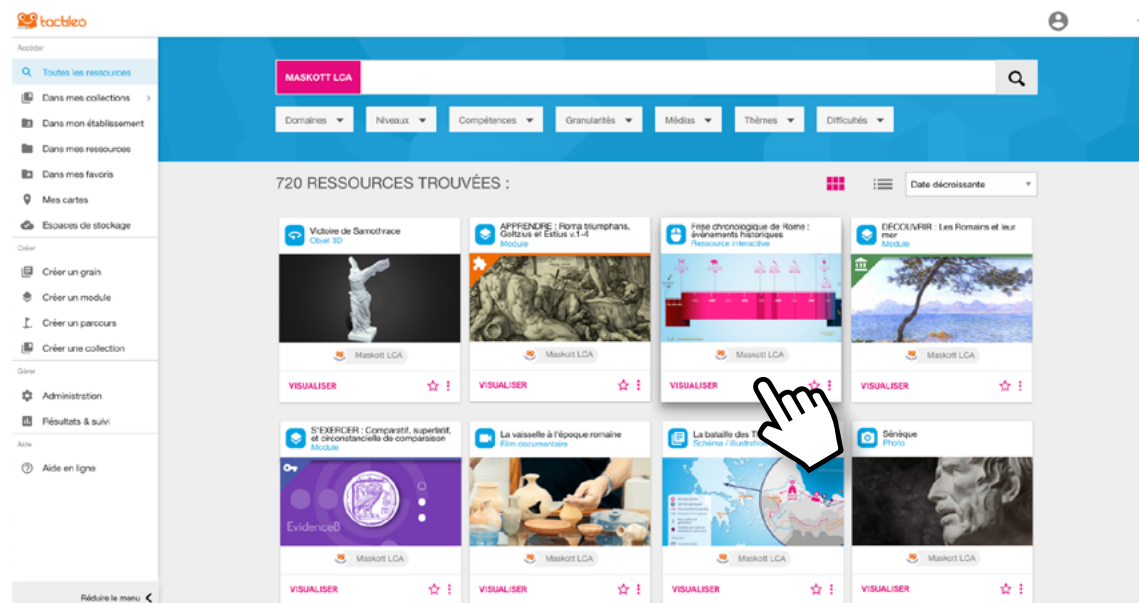 tactileo
Accéder
Toutes les ressources
Dans mes collections
Dans mon établissement
Dans mes ressources
Dans mes favoris
Mes cartes
Espaces de stockage
Créer
Créer un grain
Créer un module
Créer un parcours
Créer une collection
Gérer
Administration
Résultats & suivi
Aide
Aide en ligne
Réduire le menu
MASKOTT LCA
Domaines
Niveaux
Compétences
Granularités
Médias
Thèmes
Difficultés
720 RESSOURCES TROUVÉES :
Date décroissante
Victoire de Samothrace
Objet 3D
Maskott LCA
VISUALISER
APPRENDRE : Roma triumphans,
Goltzius et Estius v.1-4
Module
Maskott LCA
VISUALISER
Frise chronologique de Rome :
événements historiques
Ressource interactive
Maskott LCA
VISUALISER
DÉCOUVRIR : Les Romains et leur
mer
Module
Maskott LCA
VISUALISER
S'EXERCER : Comparatif, superlatif,
et circonstancielle de comparaison
Module
EvidenceB
Maskott LCA
VISUALISER
La vaisselle à l'époque romaine
Film documentaire
Maskott LCA
VISUALISER
La bataille des
Schéma / illustration
Maskott LCA
VISUALISER
Sénèque
Photo
Maskott LCA
VISUALISER